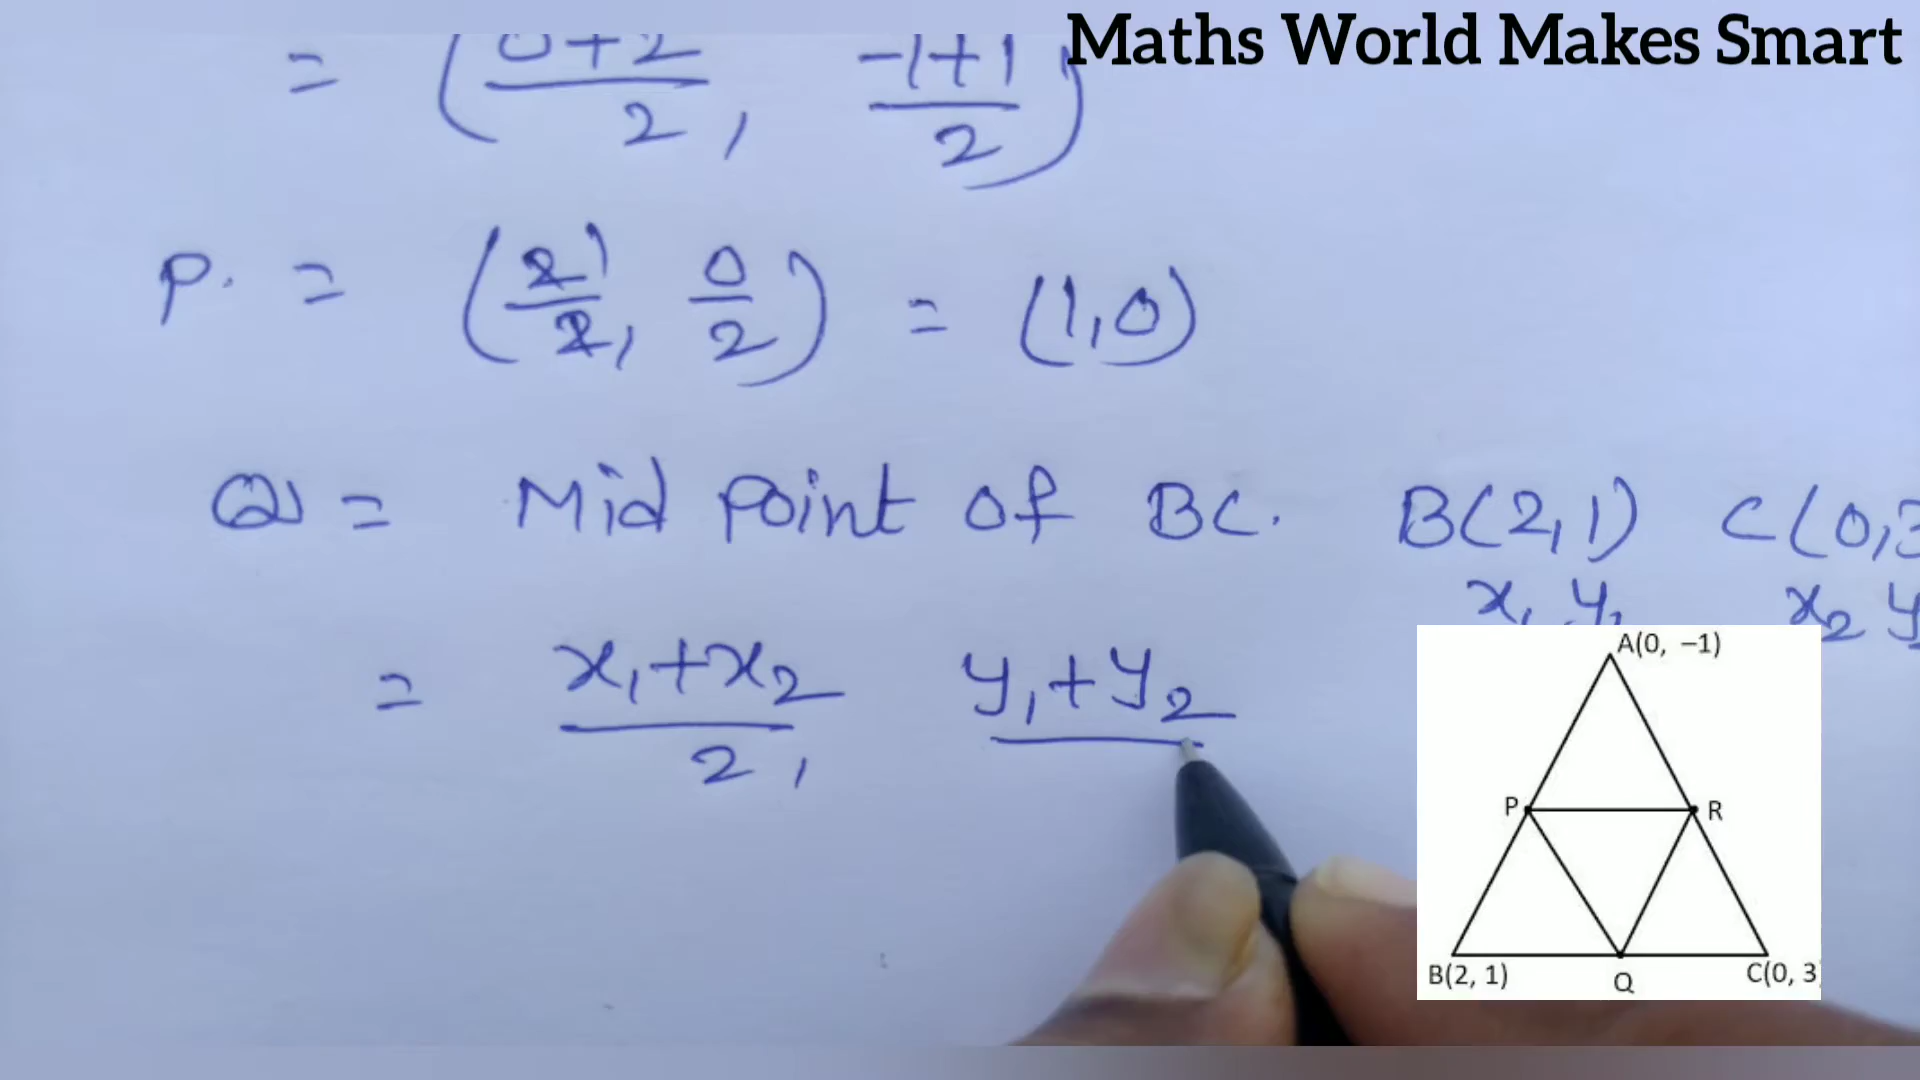 Maths World Makes Smart
= (0+2/2, -1+1/2)
P. = (2/2, 0/2) = (1,0)
Q = Mid Point of BC. B(2,1) C(0,3
x₁ y₁ x₂ y
= x₁+x₂/2, y₁+y₂
A(0, –1)
P R
B(2, 1) Q C(0, 3